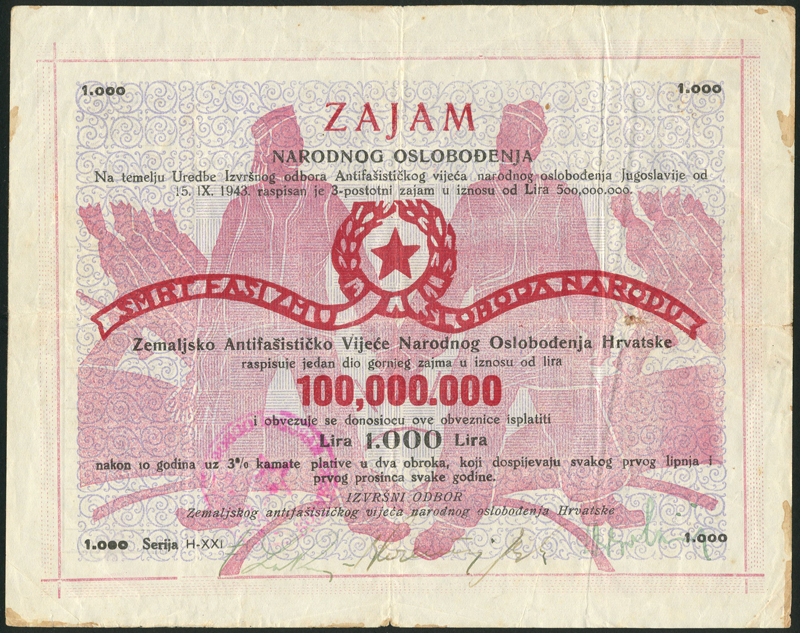 1.000 1.000
ZAJAM
NARODNOG OSLOBOĐENJA
Na temelju Uredbe Izvršnog odbora Antifašističkog vijeća narodnog oslobođenja Jugoslavije od
15. IX. 1943. raspisan je 3-postotni zajam u iznosu od Lira 500,000.000.
SMRT FAŠIZMU SLOBODA NARODU
Zemaljsko Antifašističko Vijeće Narodnog Oslobođenja Hrvatske
raspisuje jedan dio gornjeg zajma u iznosu od lira
100,000.000
i obvezuje se donosiocu ove obveznice isplatiti
Lira 1.000 Lira
nakon 10 godina uz 3% kamate plative u dva obroka, koji dospijevaju svakog prvog lipnja i
prvog prosinca svake godine.
IZVRŠNI ODBOR
Zemaljskog antifašističkog vijeća narodnog oslobođenja Hrvatske
1.000 Serija H-XXI 1.000